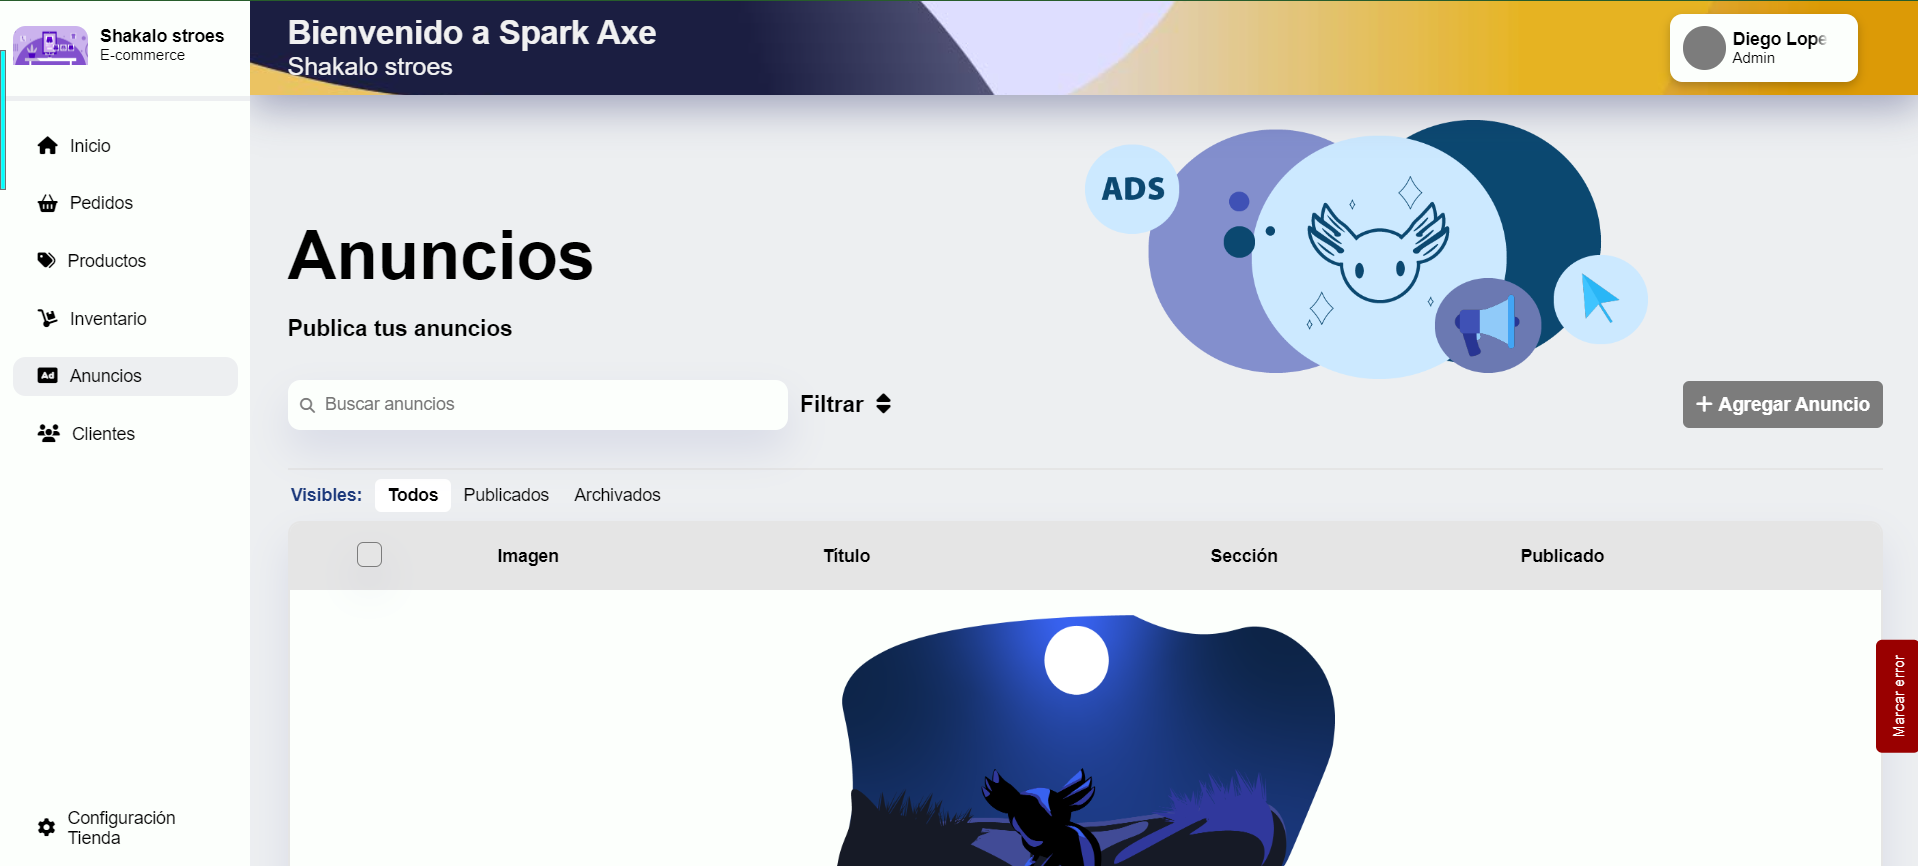 Shakalo stroes
E-commerce
Bienvenido a Spark Axe
Shakalo stroes
Diego Lope
Admin
Inicio
Pedidos
Productos
Inventario
Ad Anuncios
Clientes
Configuración
Tienda
ADS
Anuncios
Publica tus anuncios
Buscar anuncios
Filtrar
+ Agregar Anuncio
Visibles: Todos Publicados Archivados
Imagen Título Sección Publicado
Marcar error